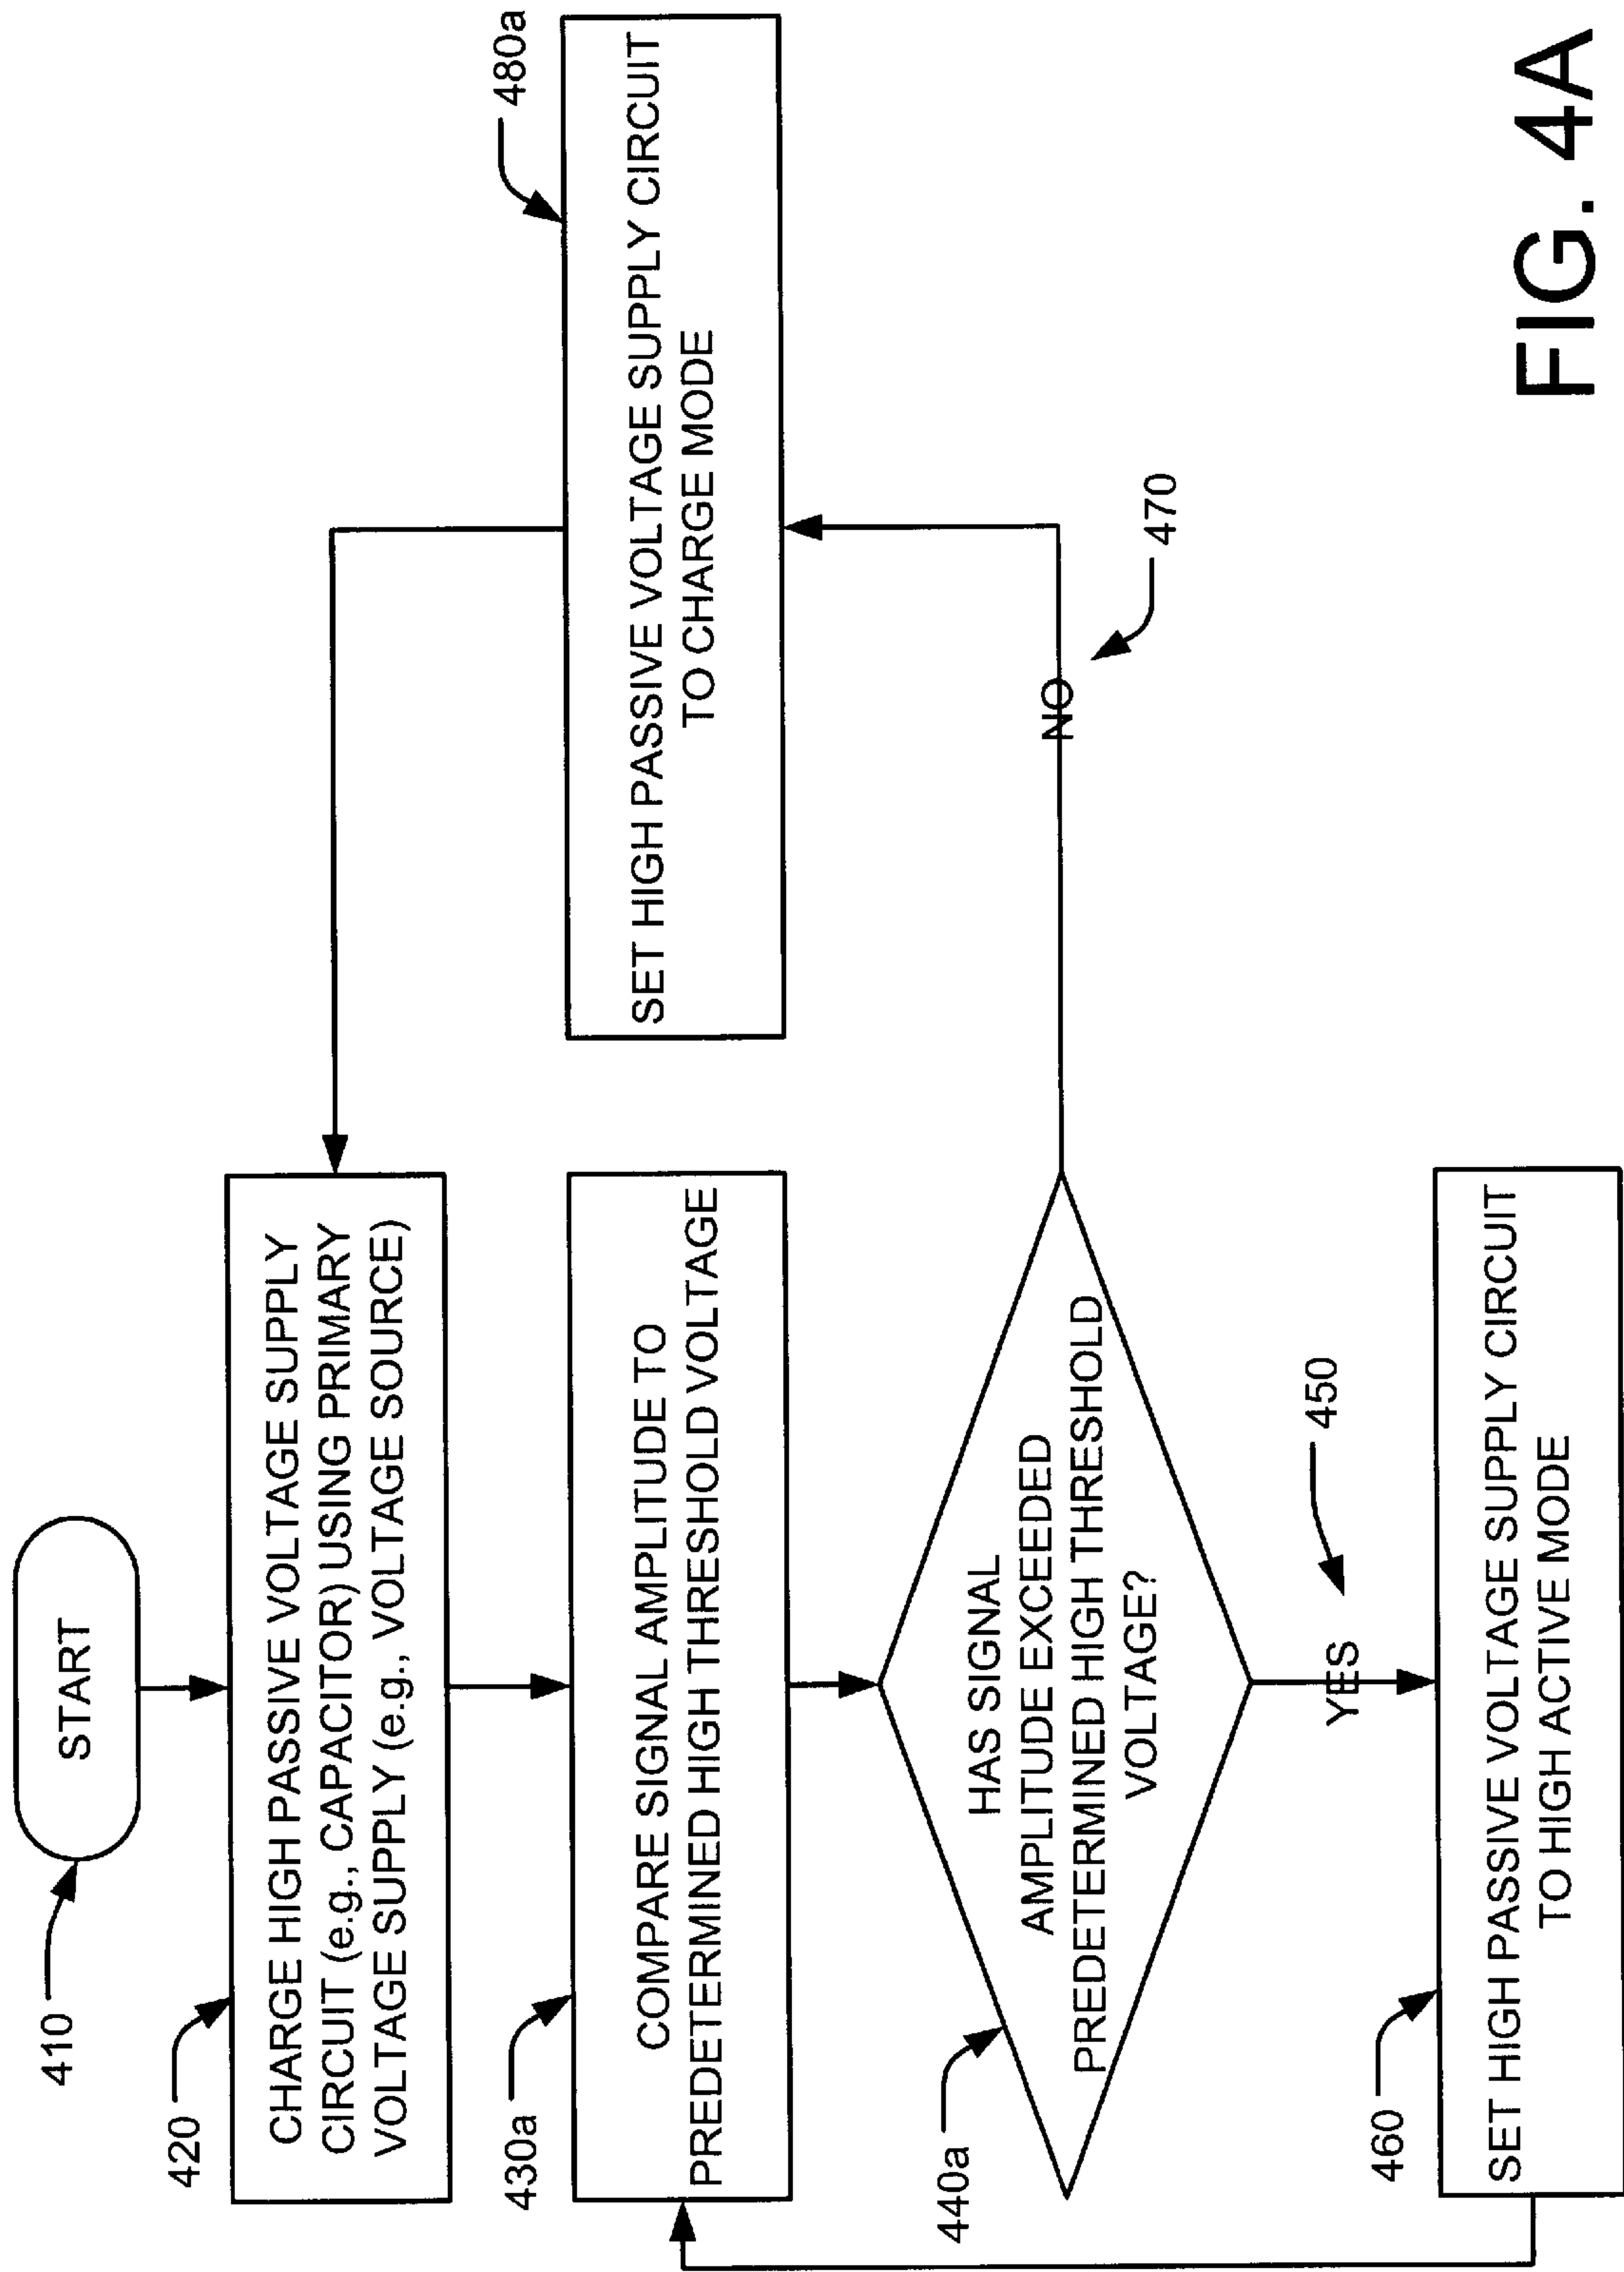 410
START
420
CHARGE HIGH PASSIVE VOLTAGE SUPPLY
CIRCUIT (e.g., CAPACITOR) USING PRIMARY
VOLTAGE SUPPLY (e.g., VOLTAGE SOURCE)
430a
COMPARE SIGNAL AMPLITUDE TO
PREDETERMINED HIGH THRESHOLD VOLTAGE
440a
HAS SIGNAL
AMPLITUDE EXCEEDED
PREDETERMINED HIGH THRESHOLD
VOLTAGE?
YES
450
460
SET HIGH PASSIVE VOLTAGE SUPPLY CIRCUIT
TO HIGH ACTIVE MODE
NO
470
480a
SET HIGH PASSIVE VOLTAGE SUPPLY CIRCUIT
TO CHARGE MODE
FIG. 4A